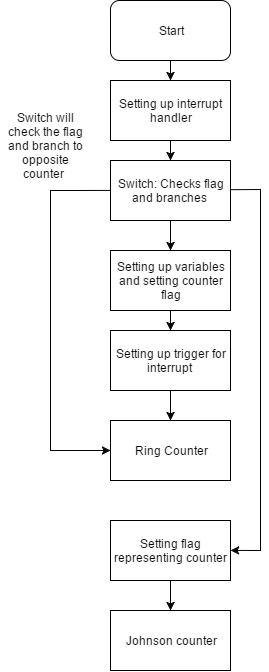 Start
Setting up interrupt
handler
Switch will
check the flag
and branch to
opposite
counter
Switch: Checks flag
and branches
Setting up variables
and setting counter
flag
Setting up trigger for
interrupt
Ring Counter
Setting flag
representing counter
Johnson counter